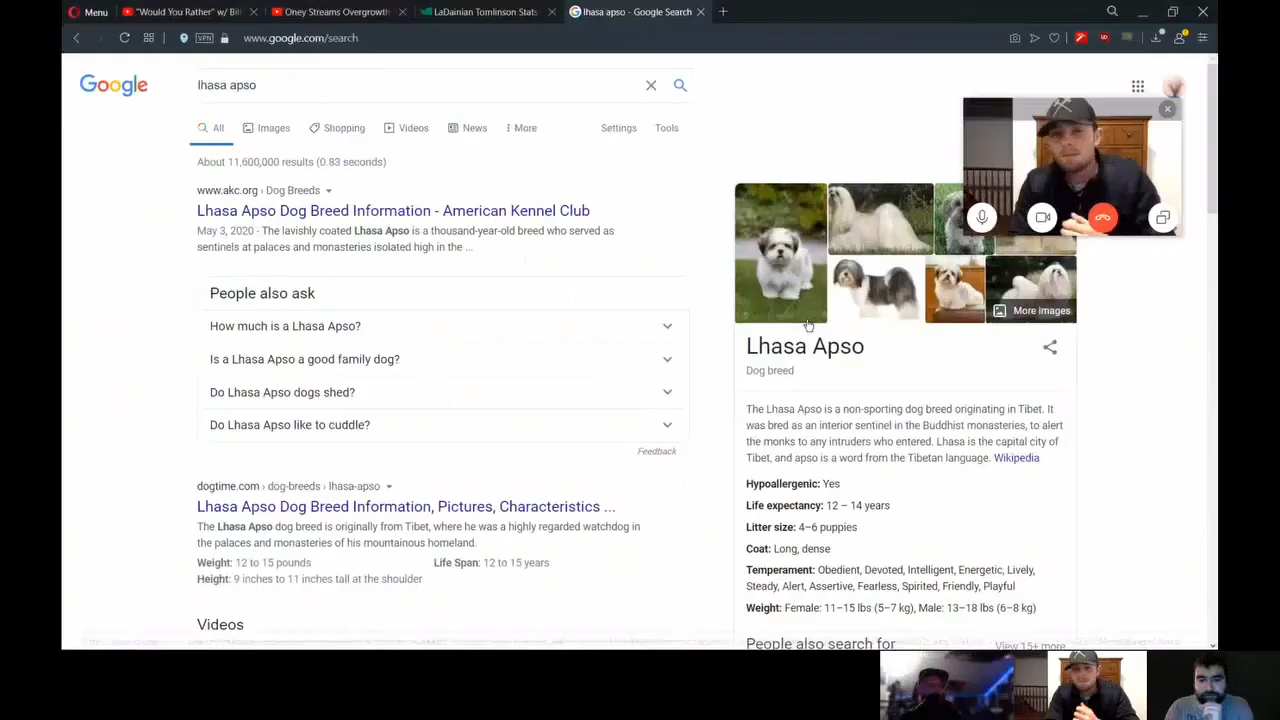 Menu
"Would You Rather" w/ Bil
Oney Streams Overgrowth
LaDainian Tomlinson Stats
lhasa apso - Google Search
VPN
www.google.com/search
Google
lhasa apso
All
Images
Shopping
Videos
News
More
Settings
Tools
About 11,600,000 results (0.83 seconds)
www.akc.org › Dog Breeds
Lhasa Apso Dog Breed Information - American Kennel Club
May 3, 2020 - The lavishly coated Lhasa Apso is a thousand-year-old breed who served as
sentinels at palaces and monasteries isolated high in the ...
People also ask
How much is a Lhasa Apso?
Is a Lhasa Apso a good family dog?
Do Lhasa Apso dogs shed?
Do Lhasa Apso like to cuddle?
Feedback
dogtime.com › dog-breeds › lhasa-apso
Lhasa Apso Dog Breed Information, Pictures, Characteristics ...
The Lhasa Apso dog breed is originally from Tibet, where he was a highly regarded watchdog in
the palaces and monasteries of his mountainous homeland.
Weight: 12 to 15 pounds
Life Span: 12 to 15 years
Height: 9 inches to 11 inches tall at the shoulder
Videos
More images
Lhasa Apso
Dog breed
The Lhasa Apso is a non-sporting dog breed originating in Tibet. It
was bred as an interior sentinel in the Buddhist monasteries, to alert
the monks to any intruders who entered. Lhasa is the capital city of
Tibet, and apso is a word from the Tibetan language. Wikipedia
Hypoallergenic: Yes
Life expectancy: 12 – 14 years
Litter size: 4–6 puppies
Coat: Long, dense
Temperament: Obedient, Devoted, Intelligent, Energetic, Lively,
Steady, Alert, Assertive, Fearless, Spirited, Friendly, Playful
Weight: Female: 11–15 lbs (5–7 kg), Male: 13–18 lbs (6–8 kg)
People also search for
View 15+ more